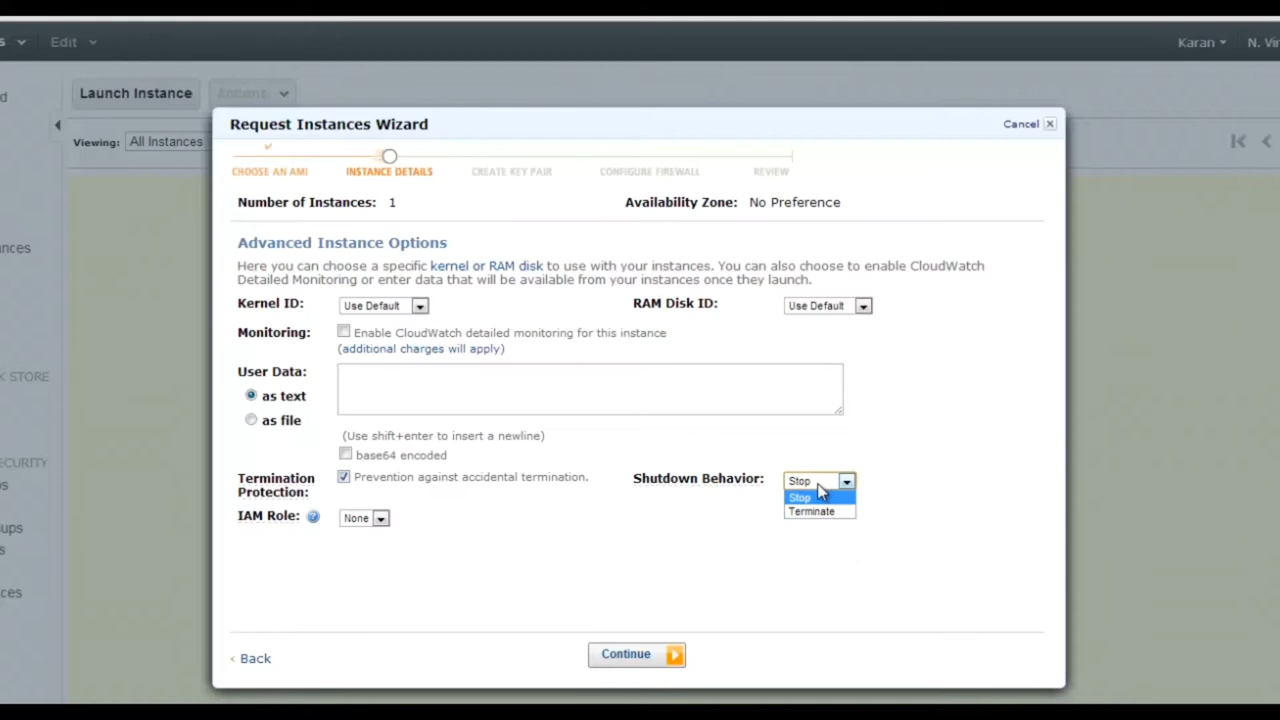 s Edit Karan N. Vir
d Launch Instance Actions
Viewing: All Instances
Request Instances Wizard Cancel
CHOOSE AN AMI INSTANCE DETAILS CREATE KEY PAIR CONFIGURE FIREWALL REVIEW
Number of Instances: 1 Availability Zone: No Preference
Advanced Instance Options
Here you can choose a specific kernel or RAM disk to use with your instances. You can also choose to enable CloudWatch
Detailed Monitoring or enter data that will be available from your instances once they launch.
Kernel ID: Use Default RAM Disk ID: Use Default
Monitoring: Enable CloudWatch detailed monitoring for this instance
(additional charges will apply)
User Data:
as text
as file
(Use shift+enter to insert a newline)
base64 encoded
Termination Prevention against accidental termination. Shutdown Behavior: Stop
Protection:
Stop
Terminate
IAM Role: None
< Back Continue
nces
K STORE
ECURITY
ps
ups
s
ces